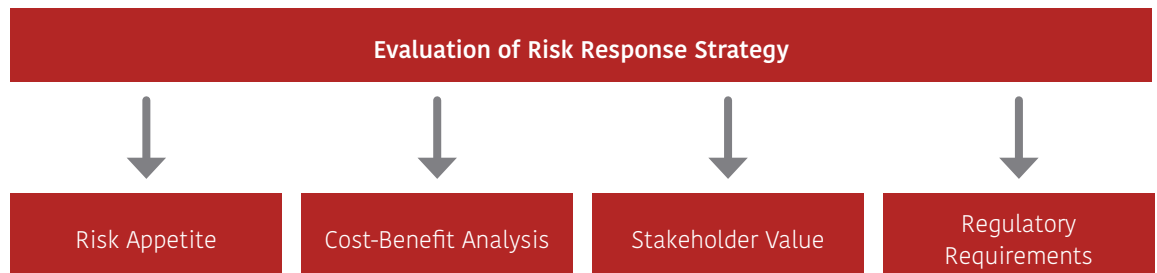 Evaluation of Risk Response Strategy
Risk Appetite
Cost-Benefit Analysis
Stakeholder Value
Regulatory
Requirements